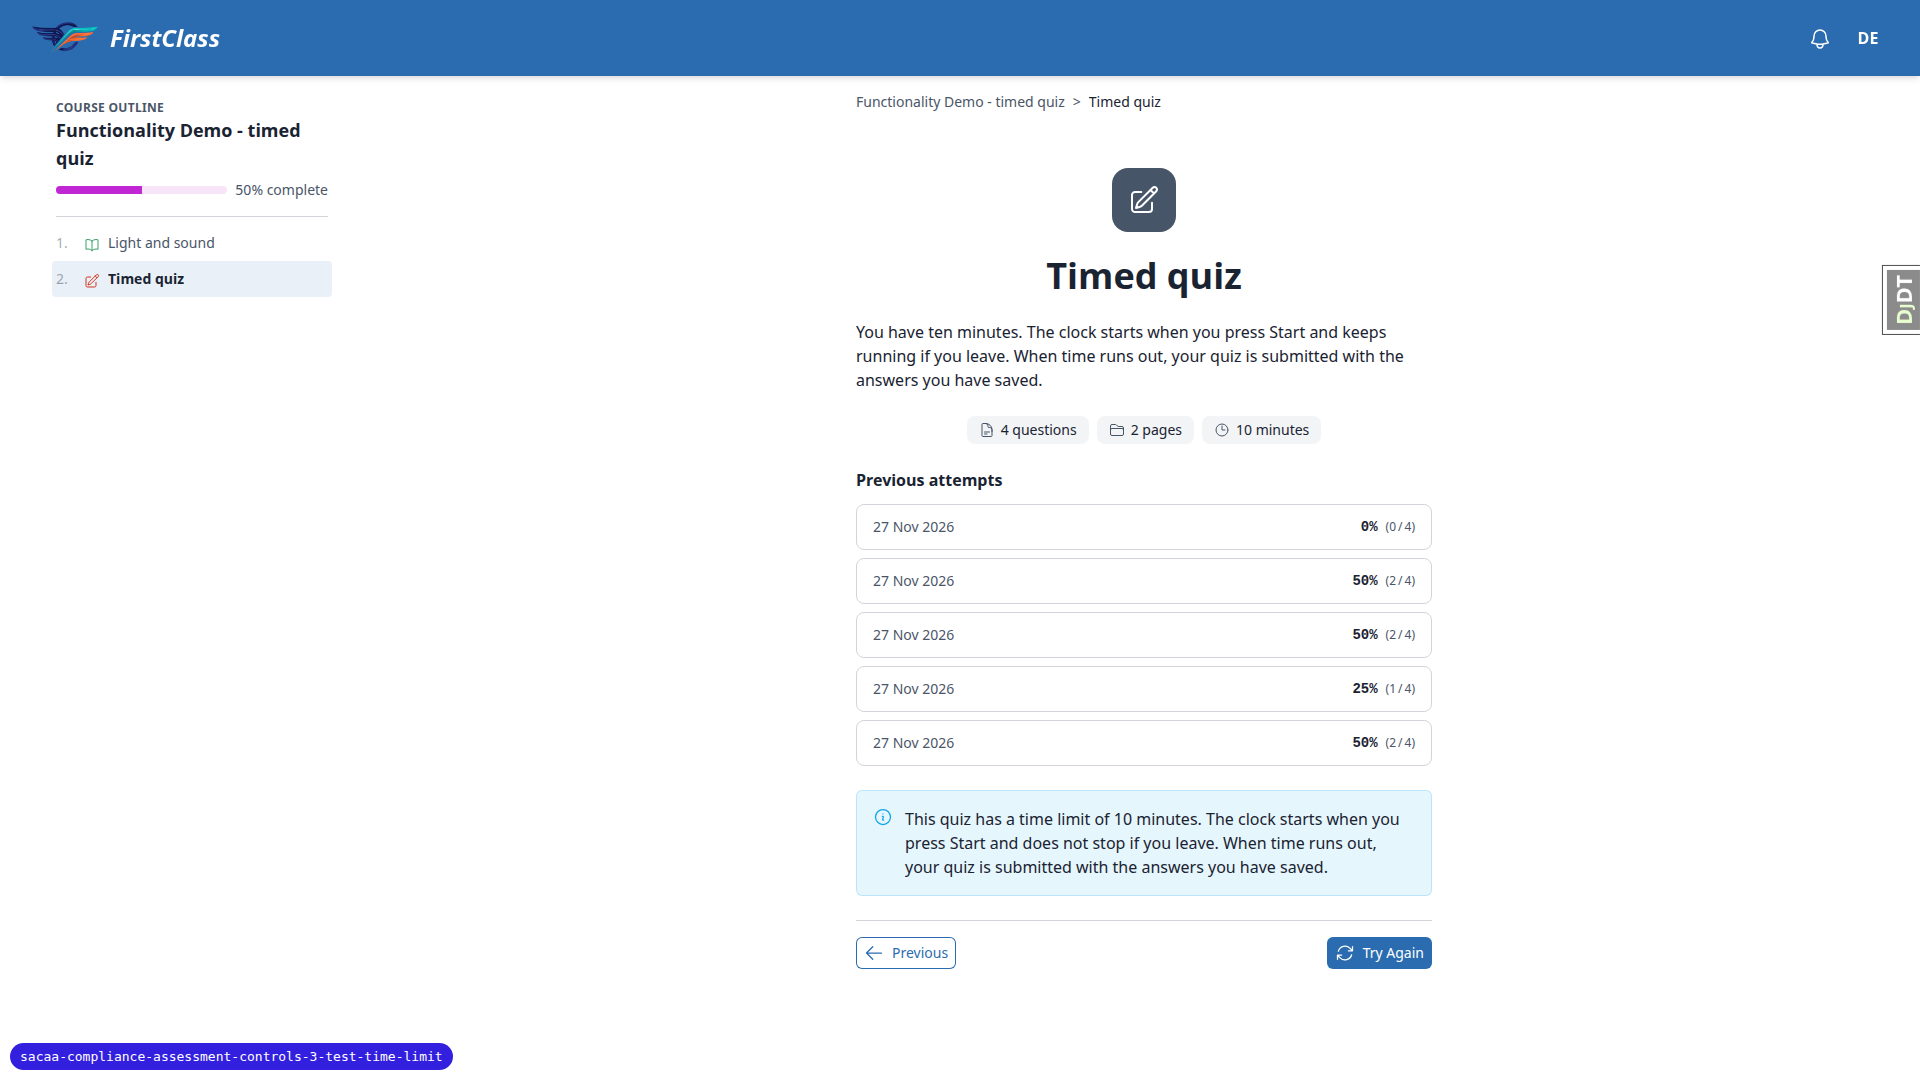 FirstClass
DE
COURSE OUTLINE
Functionality Demo - timed
quiz
50% complete
1. Light and sound
2. Timed quiz
Functionality Demo - timed quiz > Timed quiz
Timed quiz
You have ten minutes. The clock starts when you press Start and keeps
running if you leave. When time runs out, your quiz is submitted with the
answers you have saved.
4 questions
2 pages
10 minutes
Previous attempts
27 Nov 2026 0% (0/4)
27 Nov 2026 50% (2/4)
27 Nov 2026 50% (2/4)
27 Nov 2026 25% (1/4)
27 Nov 2026 50% (2/4)
This quiz has a time limit of 10 minutes. The clock starts when you
press Start and does not stop if you leave. When time runs out,
your quiz is submitted with the answers you have saved.
Previous
Try Again
DJDT
sacaa-compliance-assessment-controls-3-test-time-limit